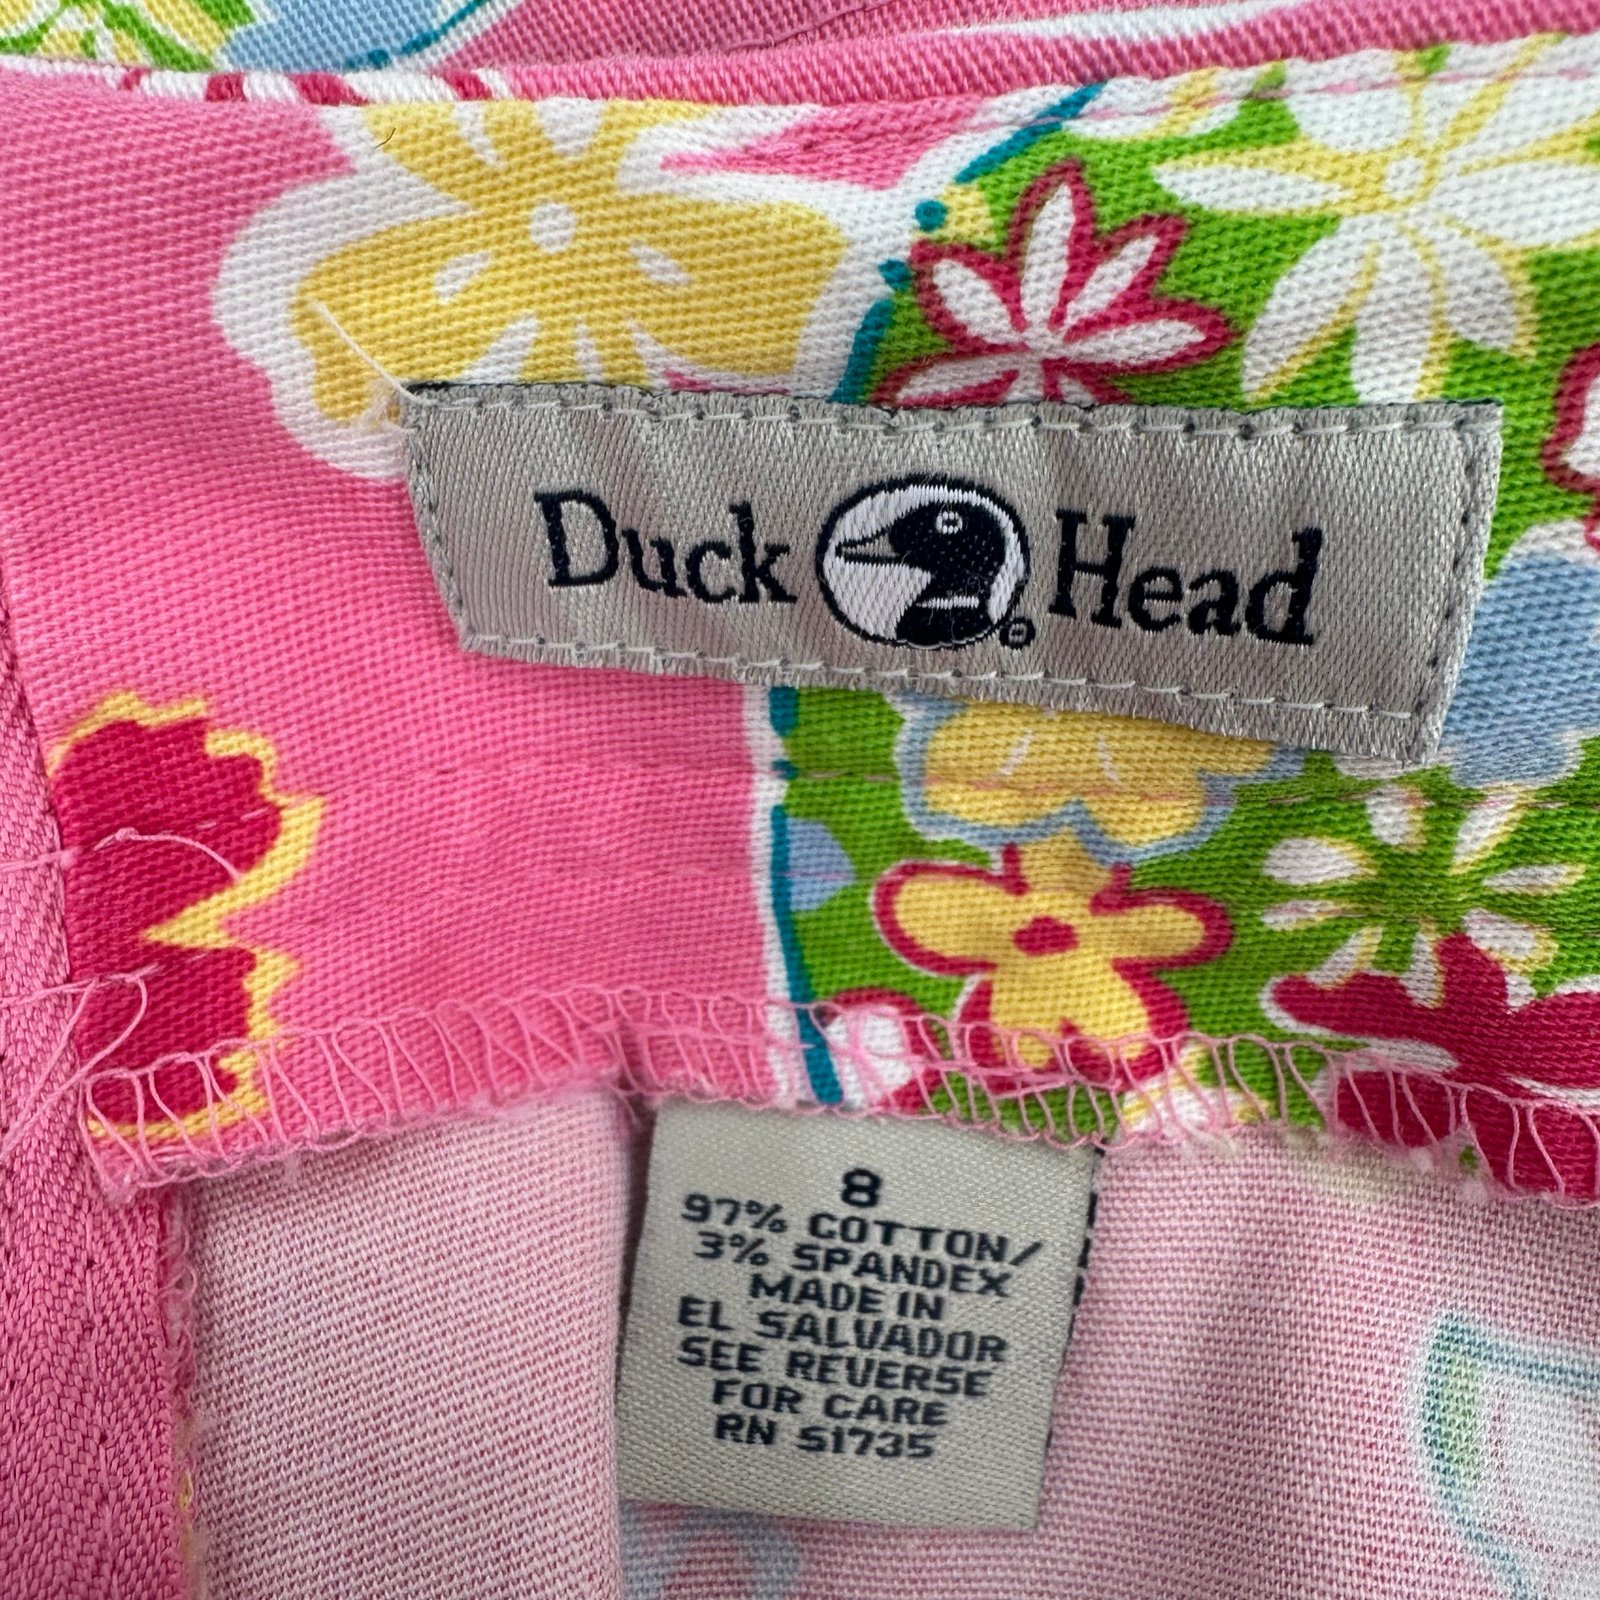 Duck Head ®
8
97% COTTON/
3% SPANDEX
MADE IN
EL SALVADOR
SEE REVERSE
FOR CARE
RN 51735